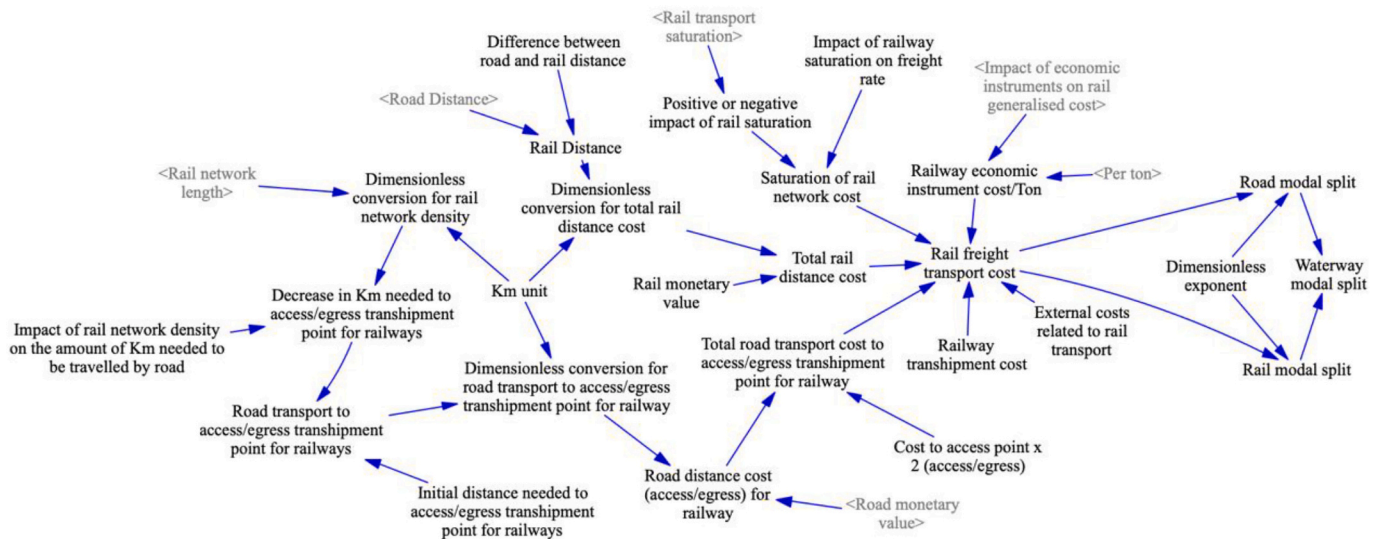 <Rail transport
saturation>
Difference between
road and rail distance
Impact of railway
saturation on freight
rate
<Impact of economic
instruments on rail
generalised cost>
<Road Distance>
Positive or negative
impact of rail saturation
Rail Distance
<Rail network
length>
Dimensionless
conversion for rail
network density
Dimensionless
conversion for total rail
distance cost
Saturation of rail
network cost
Railway economic
instrument cost/Ton
<Per ton>
Road modal split
Total rail
distance cost
Rail freight
transport cost
Dimensionless
exponent
Waterway
modal split
Decrease in Km needed to
access/egress transhipment
point for railways
Km unit
Rail monetary
value
Impact of rail network density
on the amount of Km needed to
be travelled by road
Total road transport cost to
access/egress transhipment
point for railway
Railway
transhipment cost
External costs
related to rail
transport
Rail modal split
Dimensionless conversion for
road transport to access/egress
transhipment point for railway
Road transport to
access/egress transhipment
point for railways
Cost to access point x
2 (access/egress)
Initial distance needed to
access/egress transhipment
point for railways
Road distance cost
(access/egress) for
railway
<Road monetary
value>